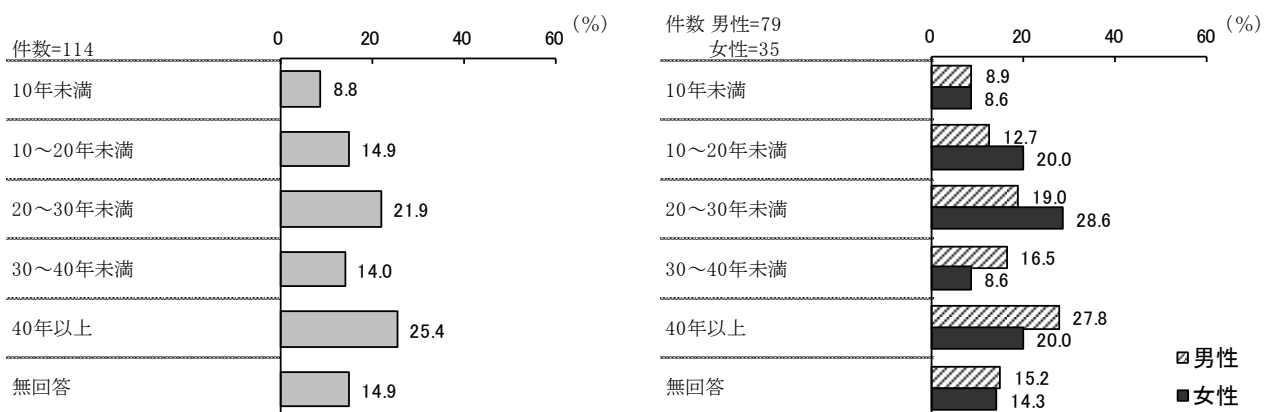 (%)
0 20 40 60
件数=114
10年未満 8.8
10～20年未満 14.9
20～30年未満 21.9
30～40年未満 14.0
40年以上 25.4
無回答 14.9
件数 男性=79
女性=35
(%)
0 20 40 60
10年未満 8.9
8.6
10～20年未満 12.7
20.0
20～30年未満 19.0
28.6
30～40年未満 16.5
8.6
40年以上 27.8
20.0
無回答 15.2
14.3
男性
女性